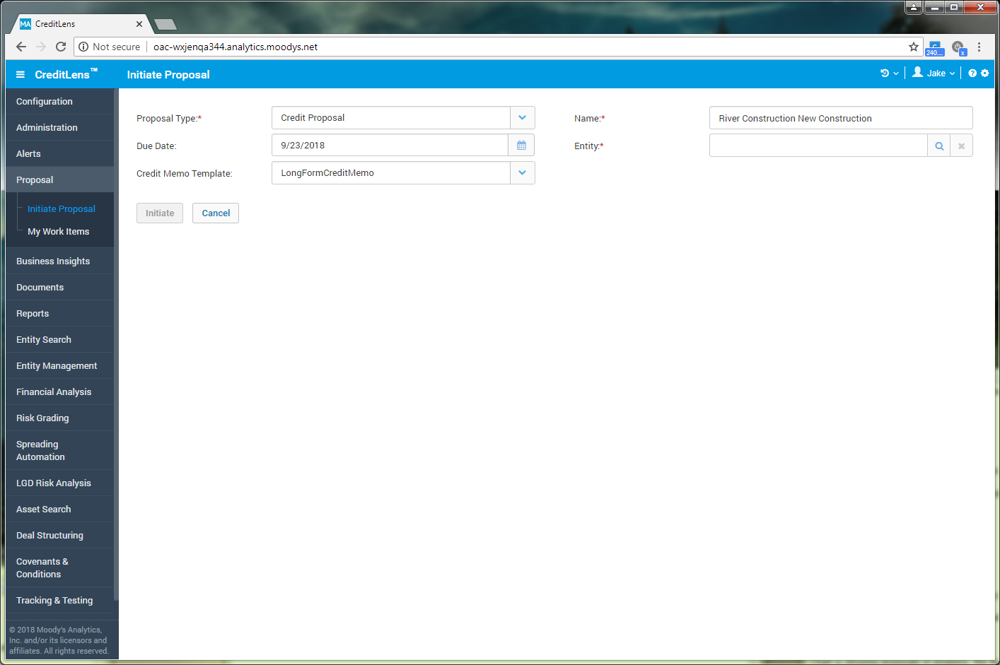 MA CreditLens
Not secure oac-wxjenqa344.analytics.moodys.net
240...
x
CreditLens™ Initiate Proposal Jake
Configuration
Administration
Alerts
Proposal
Initiate Proposal
My Work Items
Business Insights
Documents
Reports
Entity Search
Entity Management
Financial Analysis
Risk Grading
Spreading
Automation
LGD Risk Analysis
Asset Search
Deal Structuring
Covenants &
Conditions
Tracking & Testing
© 2018 Moody's Analytics,
Inc. and/or its licensors and
affiliates. All rights reserved.
Proposal Type:* Credit Proposal Name:* River Construction New Construction
Due Date: 9/23/2018 Entity:*
Credit Memo Template: LongFormCreditMemo
Initiate Cancel